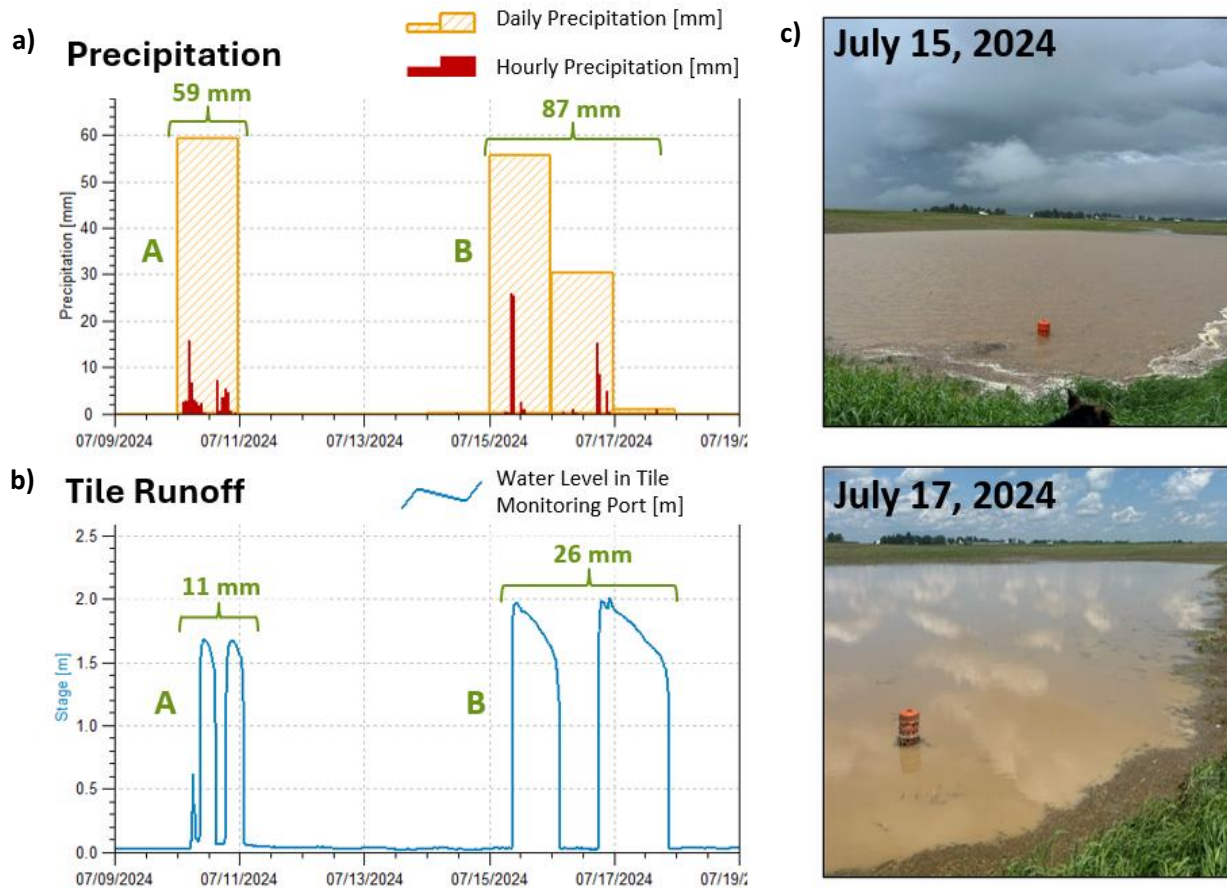 a)
Precipitation
Daily Precipitation [mm]
Hourly Precipitation [mm]
59 mm
87 mm
A
B
Precipitation [mm]
60
50
40
30
20
10
0
07/09/2024
07/11/2024
07/13/2024
07/15/2024
07/17/2024
07/19/2
b)
Tile Runoff
Water Level in Tile
Monitoring Port [m]
11 mm
26 mm
A
B
Stage [m]
2.5
2.0
1.5
1.0
0.5
0.0
07/09/2024
07/11/2024
07/13/2024
07/15/2024
07/17/2024
07/19/2
c)
July 15, 2024
July 17, 2024